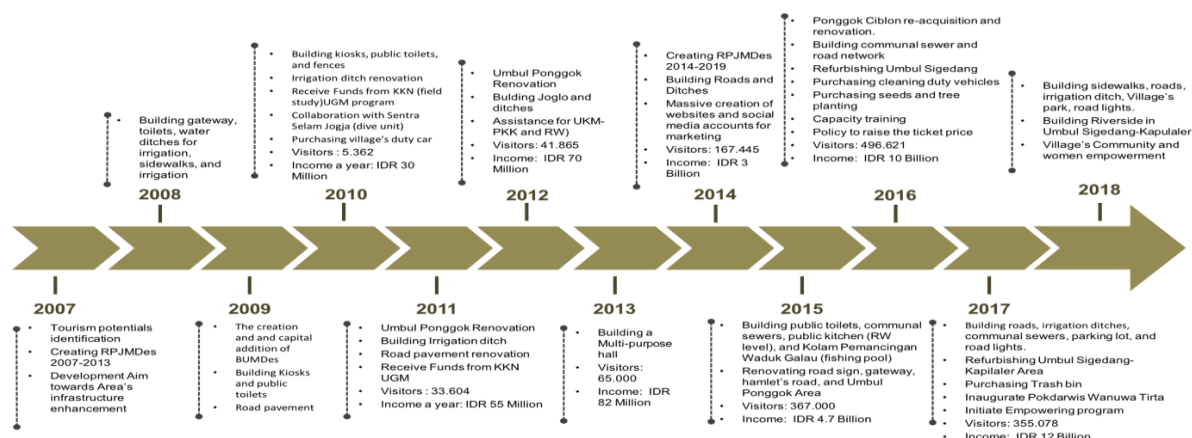 2008
• Building gateway,
toilets, water
ditches for
irrigation,
sidewalks, and
irrigation
2010
• Building kiosks, public toilets,
and fences
• Irrigation ditch renovation
• Receive Funds from KKN (field
study)UGM program
• Collaboration with Sentra
Selam Jogja (dive unit)
• Purchasing village's duty car
• Visitors : 5.362
• Income a year: IDR 30
Million
2012
• Umbul Ponggok
Renovation
• Bulding Joglo and
ditches
• Assistance for UKM-
PKK and RW)
• Visitors: 41.865
• Income: IDR 70
Million
2014
• Creating RPJMDes
2014-2019
• Building Roads and
Ditches
• Massive creation of
websites and social
media accounts for
marketing
• Visitors: 167.445
• Income: IDR 3
Billion
2016
• Ponggok Ciblon re-acquisition and
renovation.
• Building communal sewer and
road network
• Refurbishing Umbul Sigedang
• Purchasing cleaning duty vehicles
• Purchasing seeds and tree
planting
• Capacity training
• Policy to raise the ticket price
• Visitors: 496.621
• Income: IDR 10 Billion
2018
• Building sidewalks, roads,
irrigation ditch, Village's
park, road lights.
• Building Riverside in
Umbul Sigedang-Kapulaler
• Village's Community and
women empowerment
2007
• Tourism potentials
identification
• Creating RPJMDes
2007-2013
• Development Aim
towards Area's
infrastructure
enhancement
2009
• The creation
and and capital
addition of
BUMDes
• Building Kiosks
and public
toilets
• Road pavement
2011
• Umbul Ponggok Renovation
• Building Irrigation ditch
• Road pavement renovation
• Receive Funds from KKN
UGM
• Visitors : 33.604
• Income a year: IDR 55 Million
2013
• Building a
Multi-purpose
hall
• Visitors:
65.000
• Income: IDR
82 Million
2015
• Building public toilets, communal
sewers, public kitchen (RW
level), and Kolam Pemancingan
Waduk Galau (fishing pool)
• Renovating road sign, gateway,
hamlet's road, and Umbul
Ponggok Area
• Visitors: 367.000
• Income: IDR 4.7 Billion
2017
• Building roads, irrigation ditches,
communal sewers, parking lot, and
road lights.
• Refurbishing Umbul Sigedang-
Kapilaler Area
• Purchasing Trash bin
• Inaugurate Pokdarwis Wanuwa Tirta
• Initiate Empowering program
• Visitors: 355.078
• Income: IDR 12 Billion